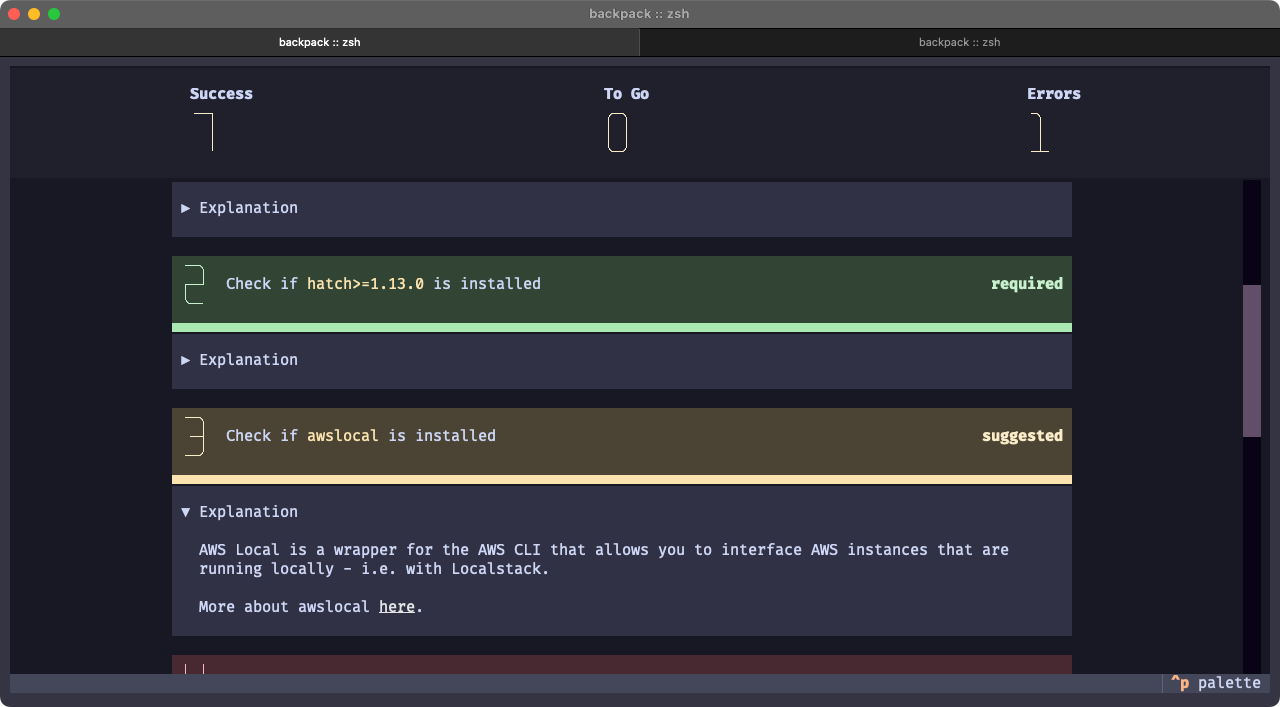 backpack :: zsh
backpack :: zsh
backpack :: zsh
Success To Go Errors
7 0 1
▶ Explanation
2 Check if hatch>=1.13.0 is installed required
▶ Explanation
3 Check if awslocal is installed suggested
▼ Explanation
AWS Local is a wrapper for the AWS CLI that allows you to interface AWS instances that are
running locally - i.e. with Localstack.
More about awslocal here.
^p palette